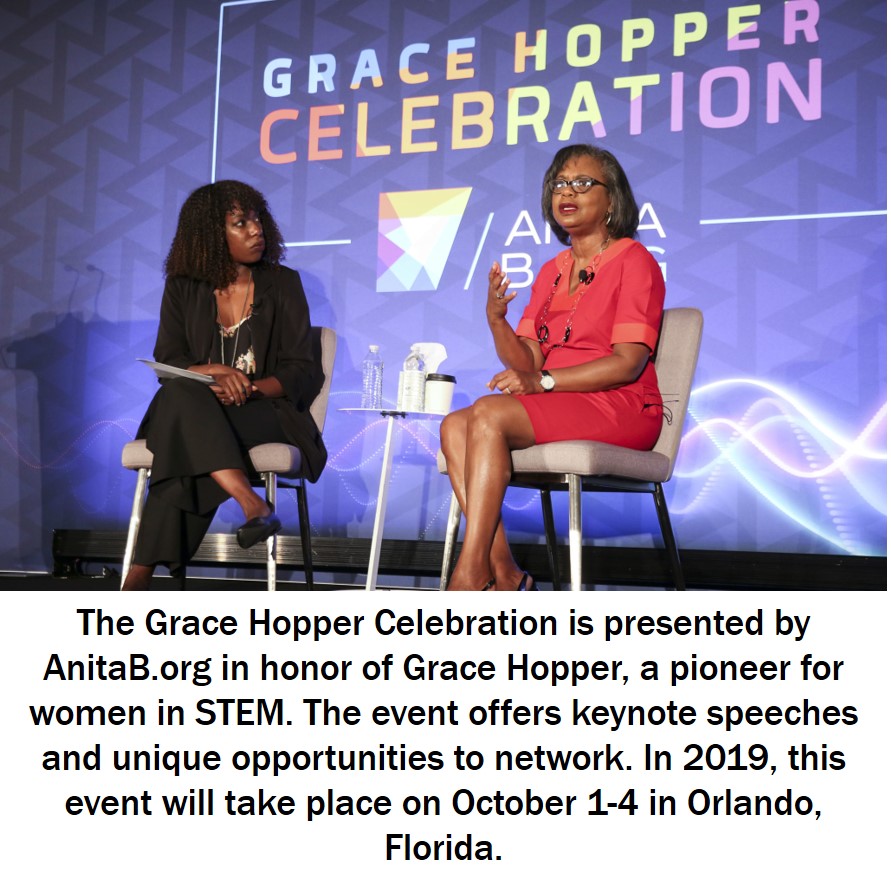 GRACE HOPPER
CELEBRATION
The Grace Hopper Celebration is presented by
AnitaB.org in honor of Grace Hopper, a pioneer for
women in STEM. The event offers keynote speeches
and unique opportunities to network. In 2019, this
event will take place on October 1-4 in Orlando,
Florida.